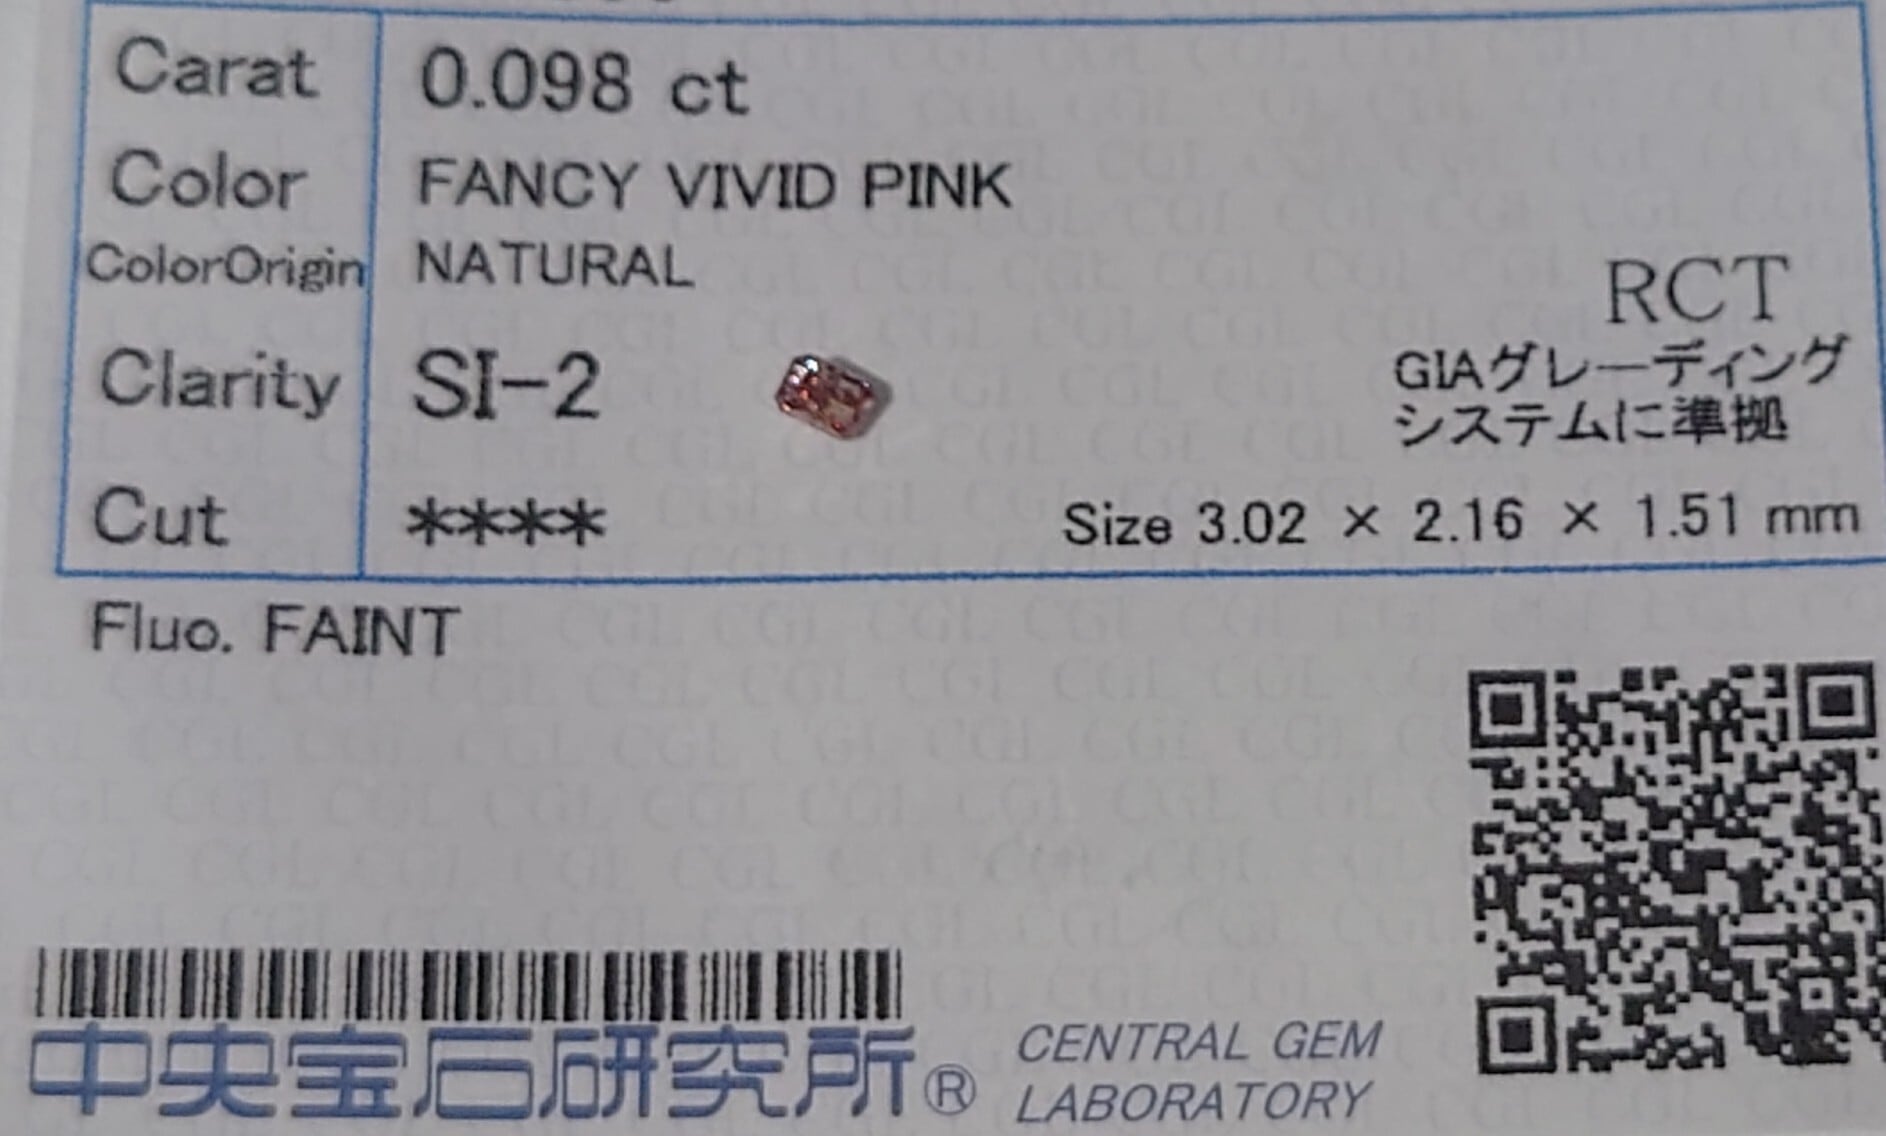 Carat 0.098 ct
Color FANCY VIVID PINK
ColorOrigin NATURAL
RCT
GIAグレーディング
システムに準拠
Clarity SI-2
Cut ****
Size 3.02 × 2.16 × 1.51 mm
Fluo. FAINT
中央宝石研究所®
CENTRAL GEM
LABORATORY